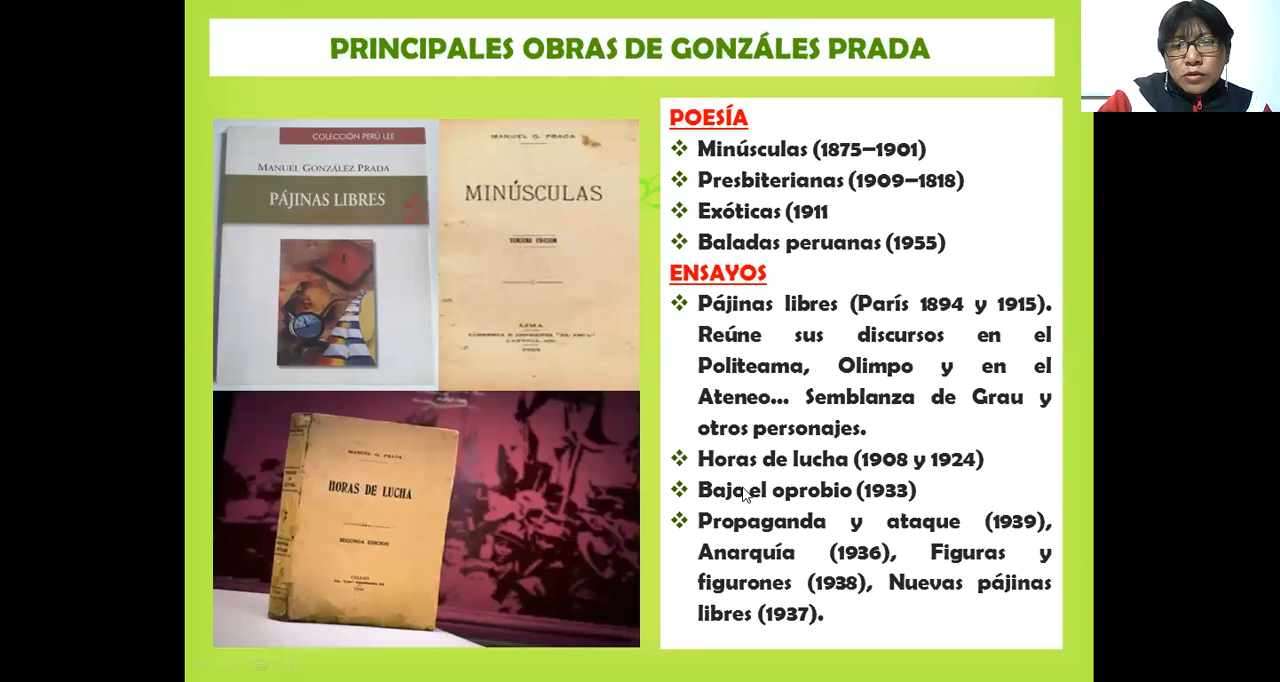 PRINCIPALES OBRAS DE GONZÁLES PRADA
COLECCIÓN PERÚ LEE
MANUEL GONZÁLEZ PRADA
PÁJINAS LIBRES
MANUEL G. PRADA
MINÚSCULAS
TERCERA EDICION
LIMA
MANUEL G. PRADA
HORAS DE LUCHA
SEGUNDA EDICION
CALLAO
POESÍA
❖ Minúsculas (1875–1901)
❖ Presbiterianas (1909–1818)
❖ Exóticas (1911
❖ Baladas peruanas (1955)
ENSAYOS
❖ Pájinas libres (París 1894 y 1915).
Reúne sus discursos en el
Politeama, Olimpo y en el
Ateneo... Semblanza de Grau y
otros personajes.
❖ Horas de lucha (1908 y 1924)
❖ Bajo el oprobio (1933)
❖ Propaganda y ataque (1939),
Anarquía (1936), Figuras y
figurones (1938), Nuevas pájinas
libres (1937).